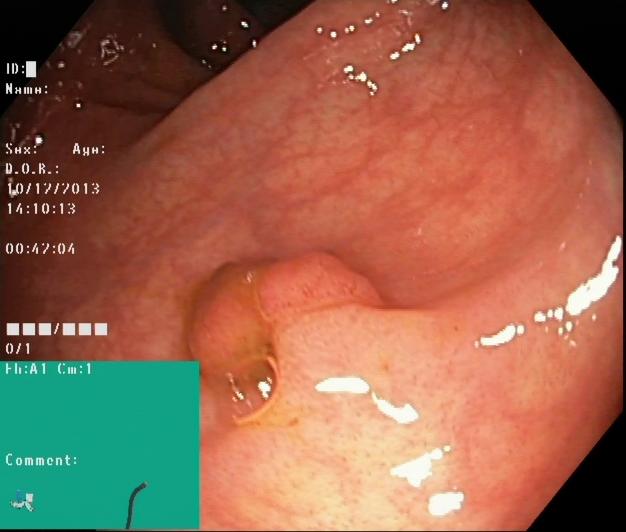 ID:
Name:
Sex: Age:
D.O.B.:
10/12/2013
14:10:13
00:42:04
■■■/■■■
0/1
Eh:A1 Cm:1
Comment: